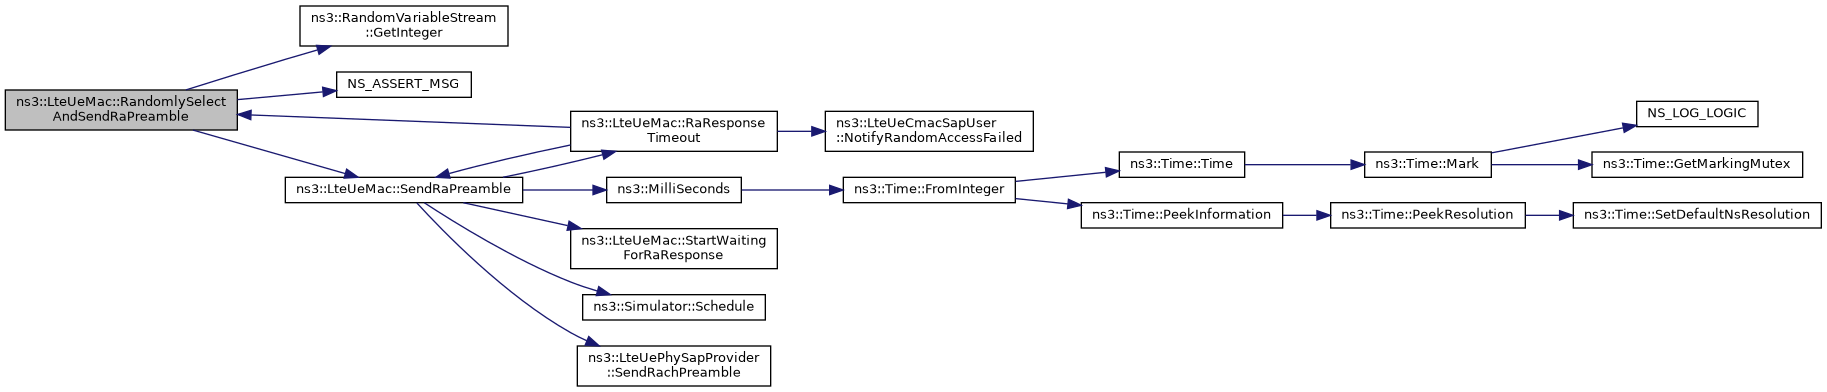 ns3::RandomVariableStream
::GetInteger
NS_ASSERT_MSG
ns3::LteUeMac::RandomlySelect
AndSendRaPreamble
ns3::LteUeMac::RaResponse
Timeout
ns3::LteUeCmacSapUser
::NotifyRandomAccessFailed
ns3::LteUeMac::SendRaPreamble
ns3::MilliSeconds
ns3::Time::FromInteger
ns3::Time::Time
ns3::Time::Mark
NS_LOG_LOGIC
ns3::Time::GetMarkingMutex
ns3::Time::PeekInformation
ns3::Time::PeekResolution
ns3::Time::SetDefaultNsResolution
ns3::LteUeMac::StartWaiting
ForRaResponse
ns3::Simulator::Schedule
ns3::LteUePhySapProvider
::SendRachPreamble